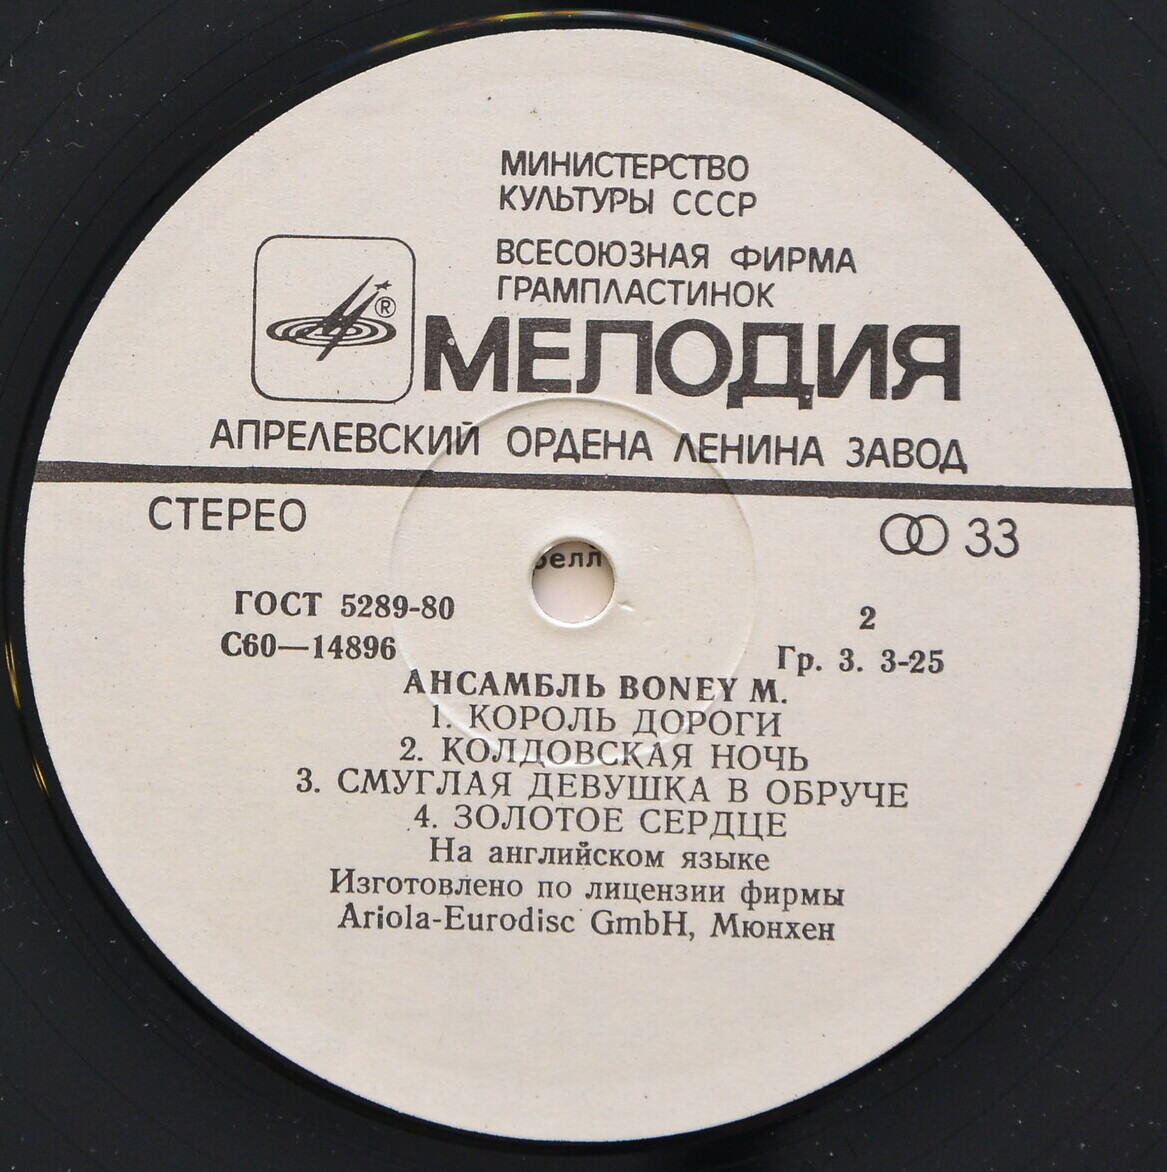 МИНИСТЕРСТВО
КУЛЬТУРЫ СССР
ВСЕСОЮЗНАЯ ФИРМА
ГРАМПЛАСТИНОК
®
МЕЛОДИЯ
АПРЕЛЕВСКИЙ ОРДЕНА ЛЕНИНА ЗАВОД
СТЕРЕО
33
ГОСТ 5289-80
2
С60—14896
Гр. 3. 3-25
АНСАМБЛЬ BONEY M.
1. КОРОЛЬ ДОРОГИ
2. КОЛДОВСКАЯ НОЧЬ
3. СМУГЛАЯ ДЕВУШКА В ОБРУЧЕ
4. ЗОЛОТОЕ СЕРДЦЕ
На английском языке
Изготовлено по лицензии фирмы
Ariola-Eurodisc GmbH, Мюнхен